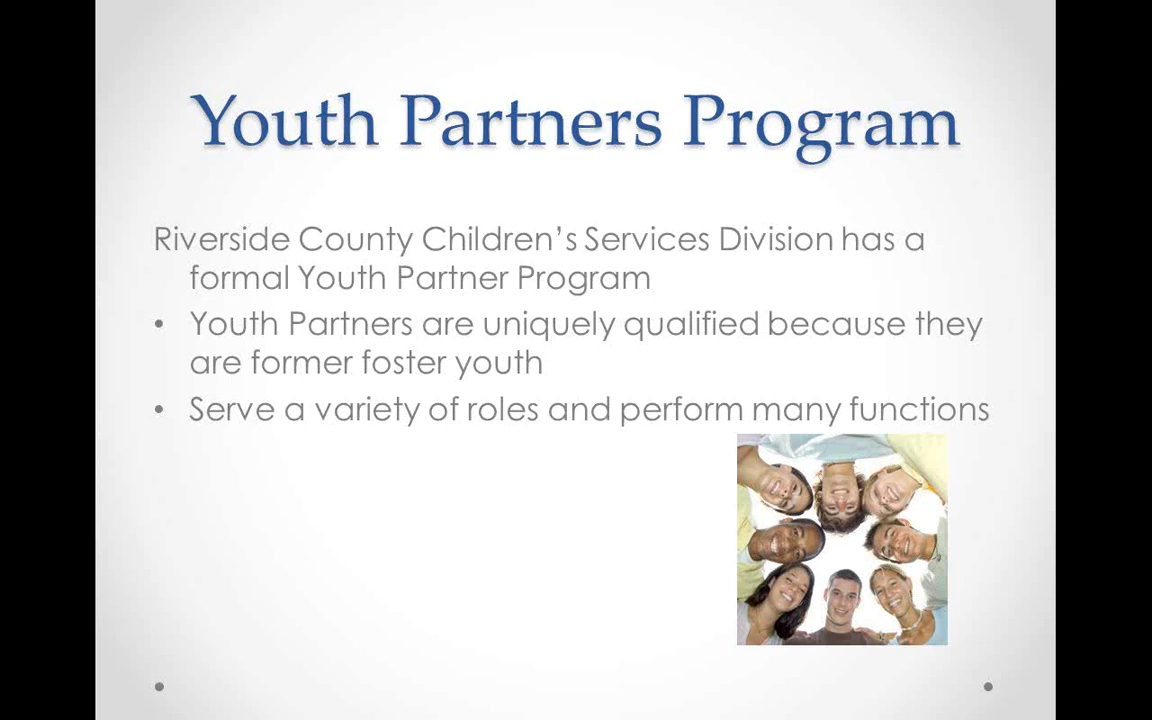 Youth Partners Program
Riverside County Children's Services Division has a
formal Youth Partner Program
• Youth Partners are uniquely qualified because they
are former foster youth
• Serve a variety of roles and perform many functions